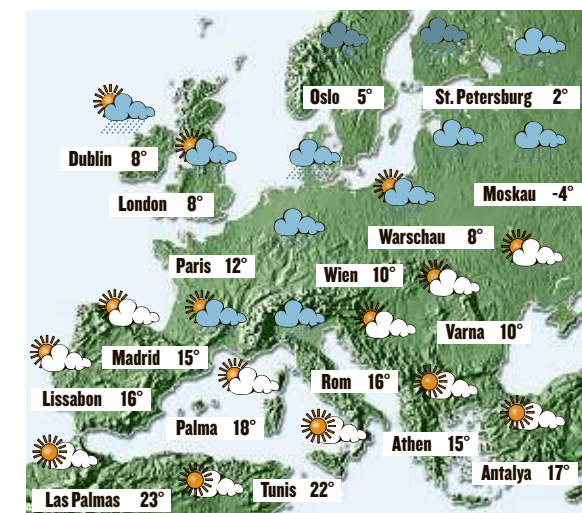 Oslo 5°
St. Petersburg 2°
Dublin 8°
Moskau -4°
London 8°
Warschau 8°
Paris 12°
Wien 10°
Varna 10°
Madrid 15°
Rom 16°
Lissabon 16°
Palma 18°
Athen 15°
Antalya 17°
Tunis 22°
Las Palmas 23°